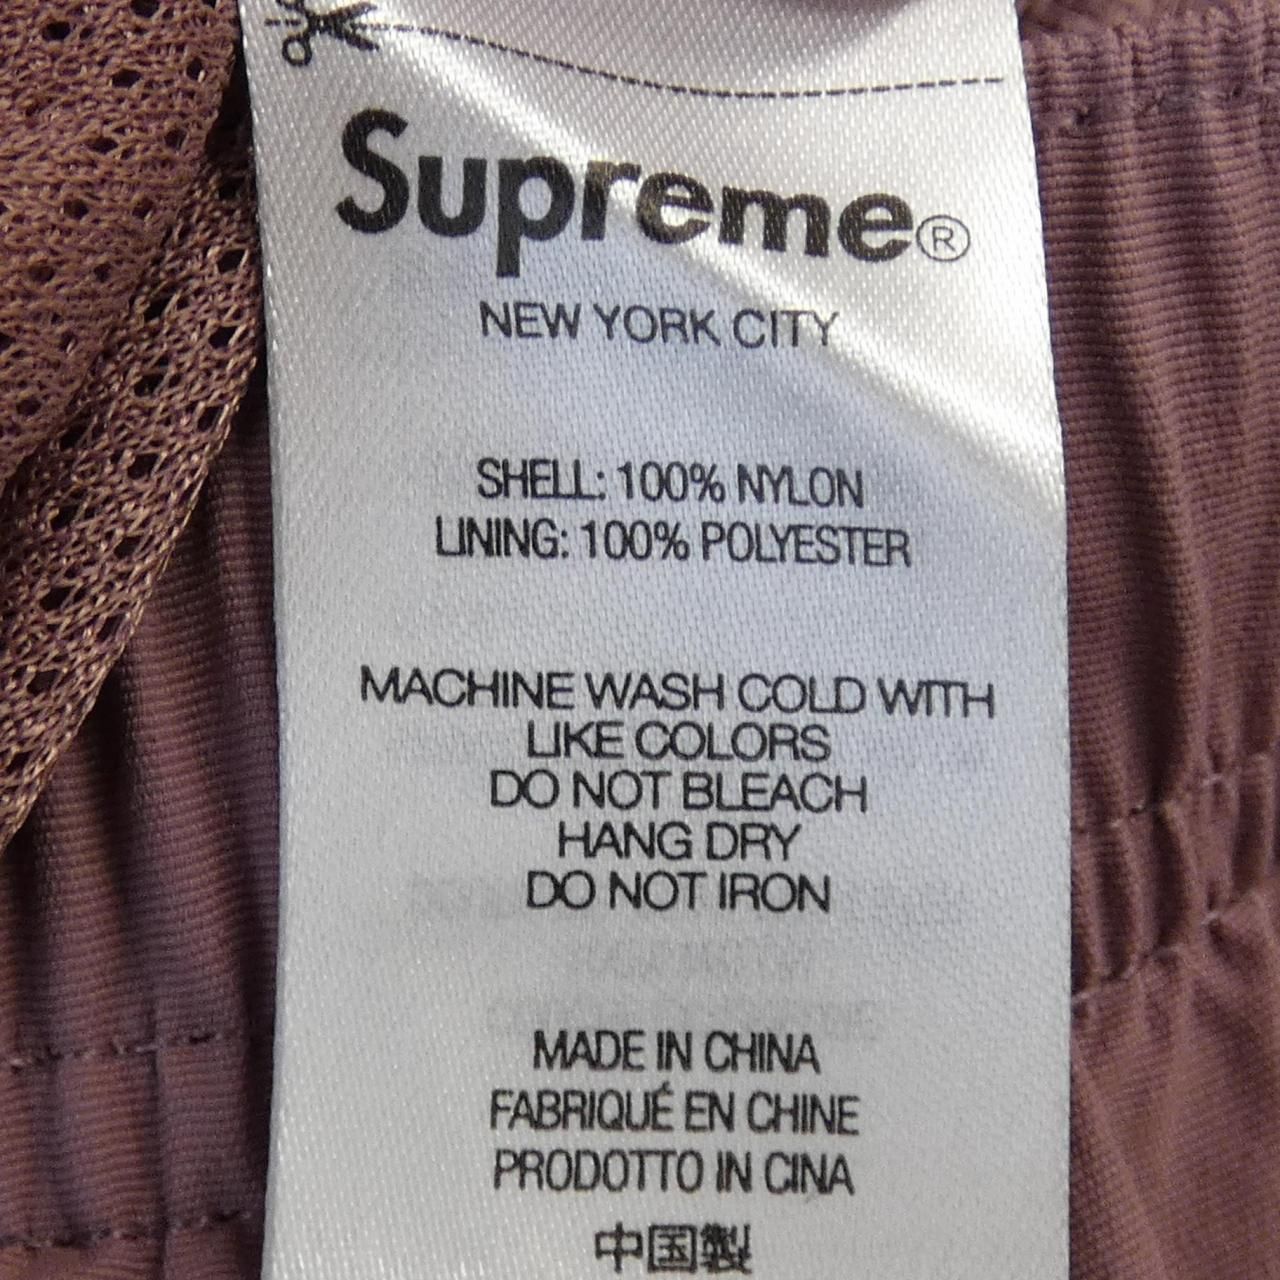 Supreme®
NEW YORK CITY
SHELL: 100% NYLON
LINING: 100% POLYESTER
MACHINE WASH COLD WITH
LIKE COLORS
DO NOT BLEACH
HANG DRY
DO NOT IRON
MADE IN CHINA
FABRIQUÉ EN CHINE
PRODOTTO IN CINA
中国製